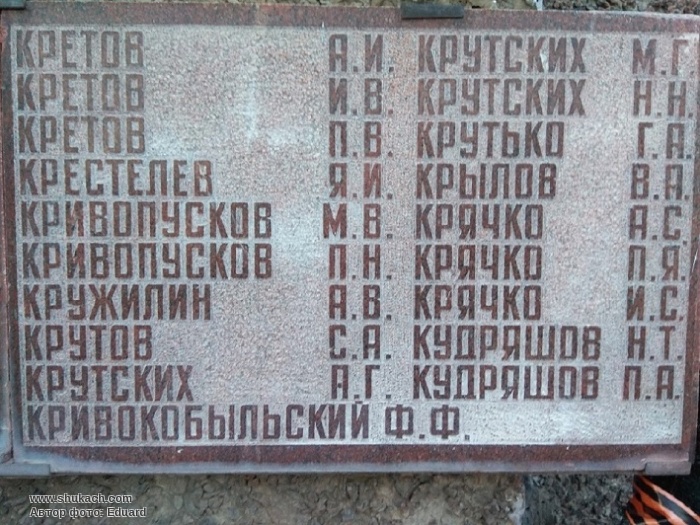 КРЕТОВ А.И.
КРЕТОВ И.В.
КРЕТОВ П.В.
КРЕСТЕЛЕВ Я.И.
КРИВОПУСКОВ М.В.
КРИВОПУСКОВ П.Н.
КРУЖИЛИН А.В.
КРУТОВ С.А.
КРУТСКИХ А.Г.
КРУТСКИХ М.Г
КРУТСКИХ Н.Н
КРУТЬКО Г.А.
КРЫЛОВ В.А.
КРЯЧКО А.С.
КРЯЧКО П.Я.
КРЯЧКО И.С.
КУДРЯШОВ Н.Т.
КУДРЯШОВ П.А.
КРИВОКОБЫЛЬСКИЙ Ф.Ф.
www.shukach.com
Автор фото: Eduard